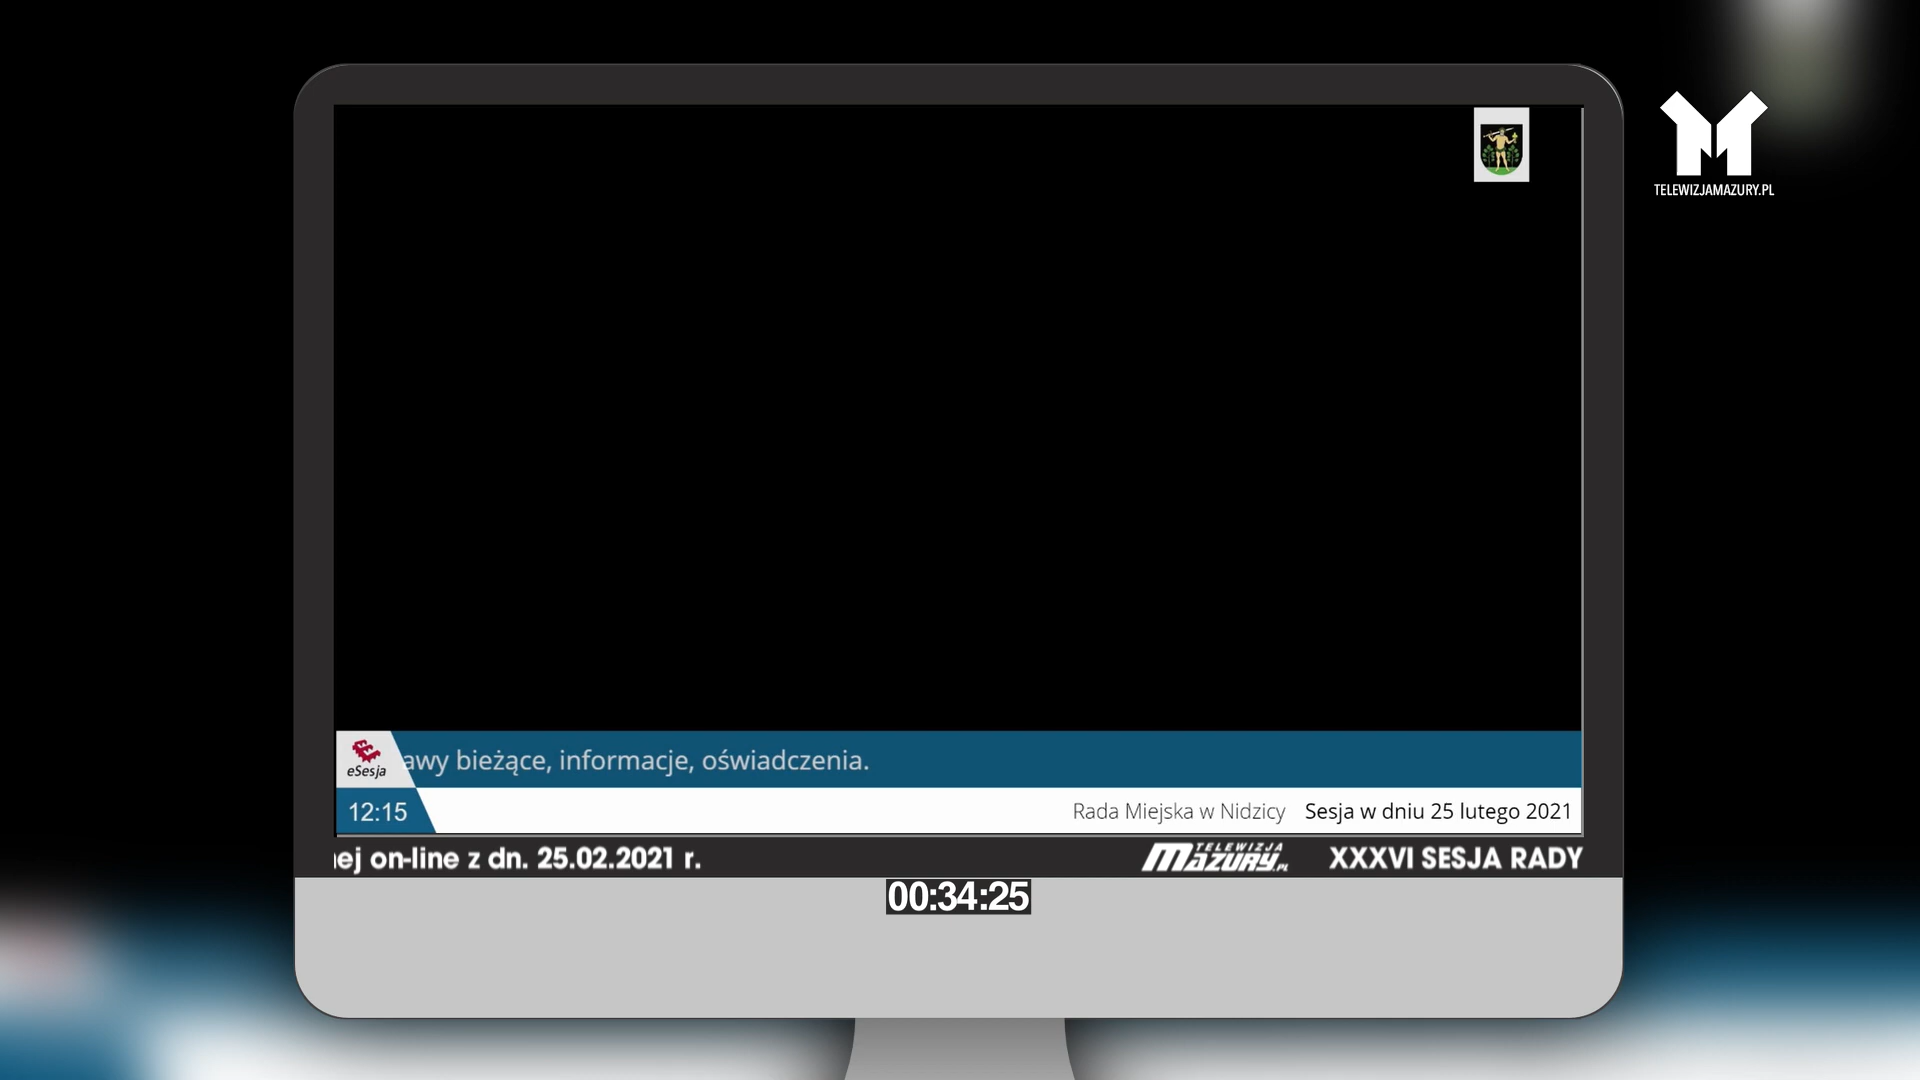 TELEWIZJAMAZURY.PL
eSesja
awy bieżące, informacje, oświadczenia.
12:15
Rada Miejska w Nidzicy Sesja w dniu 25 lutego 2021
ej on-line z dn. 25.02.2021 r.
TELEWIZJA
MAZURY.PL
XXXVI SESJA RADY
00:34:25